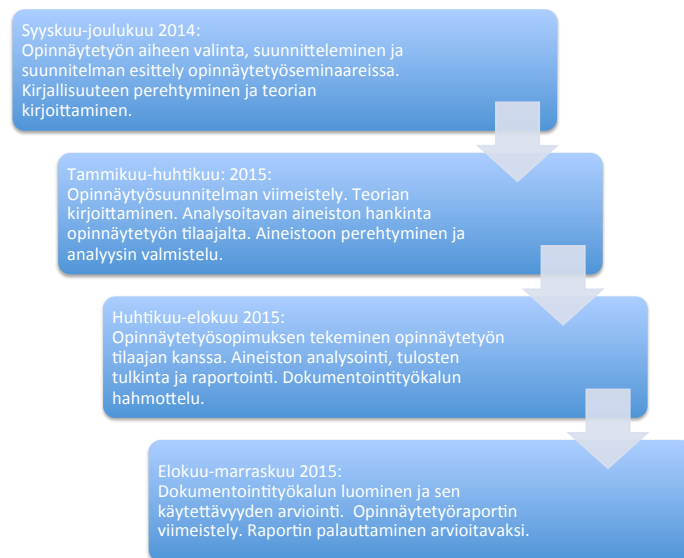 Syyskuu-joulukuu 2014:
Opinnäytetyön aiheen valinta, suunnitteleminen ja
suunnitelman esittely opinnäytetyöseminaareissa.
Kirjallisuuteen perehtyminen ja teorian
kirjoittaminen.
Tammikuu-huhtikuu: 2015:
Opinnäytyösuunnitelman viimeistely. Teorian
kirjoittaminen. Analysoitavan aineiston hankinta
opinnäytetyön tilaajalta. Aineistoon perehtyminen ja
analyysin valmistelu.
Huhtikuu-elokuu 2015:
Opinnäytetyösopimuksen tekeminen opinnäytetyön
tilaajan kanssa. Aineiston analysointi, tulosten
tulkinta ja raportointi. Dokumentointityökalun
hahmottelu.
Elokuu-marraskuu 2015:
Dokumentointityökalun luominen ja sen
käytettävyyden arviointi.  Opinnäytetyöraportin
viimeistely. Raportin palauttaminen arvioitavaksi.